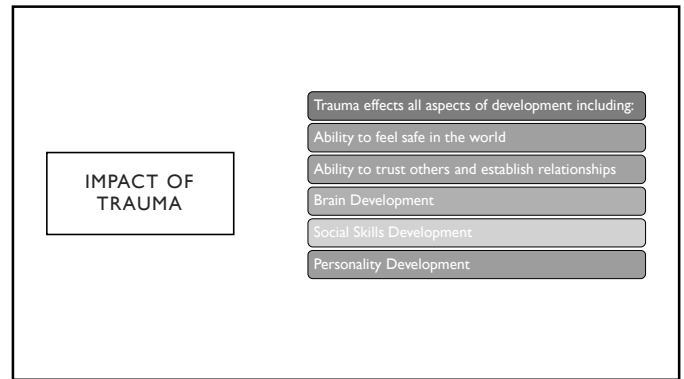 IMPACT OF
TRAUMA
Trauma effects all aspects of development including:
Ability to feel safe in the world
Ability to trust others and establish relationships
Brain Development
Social Skills Development
Personality Development